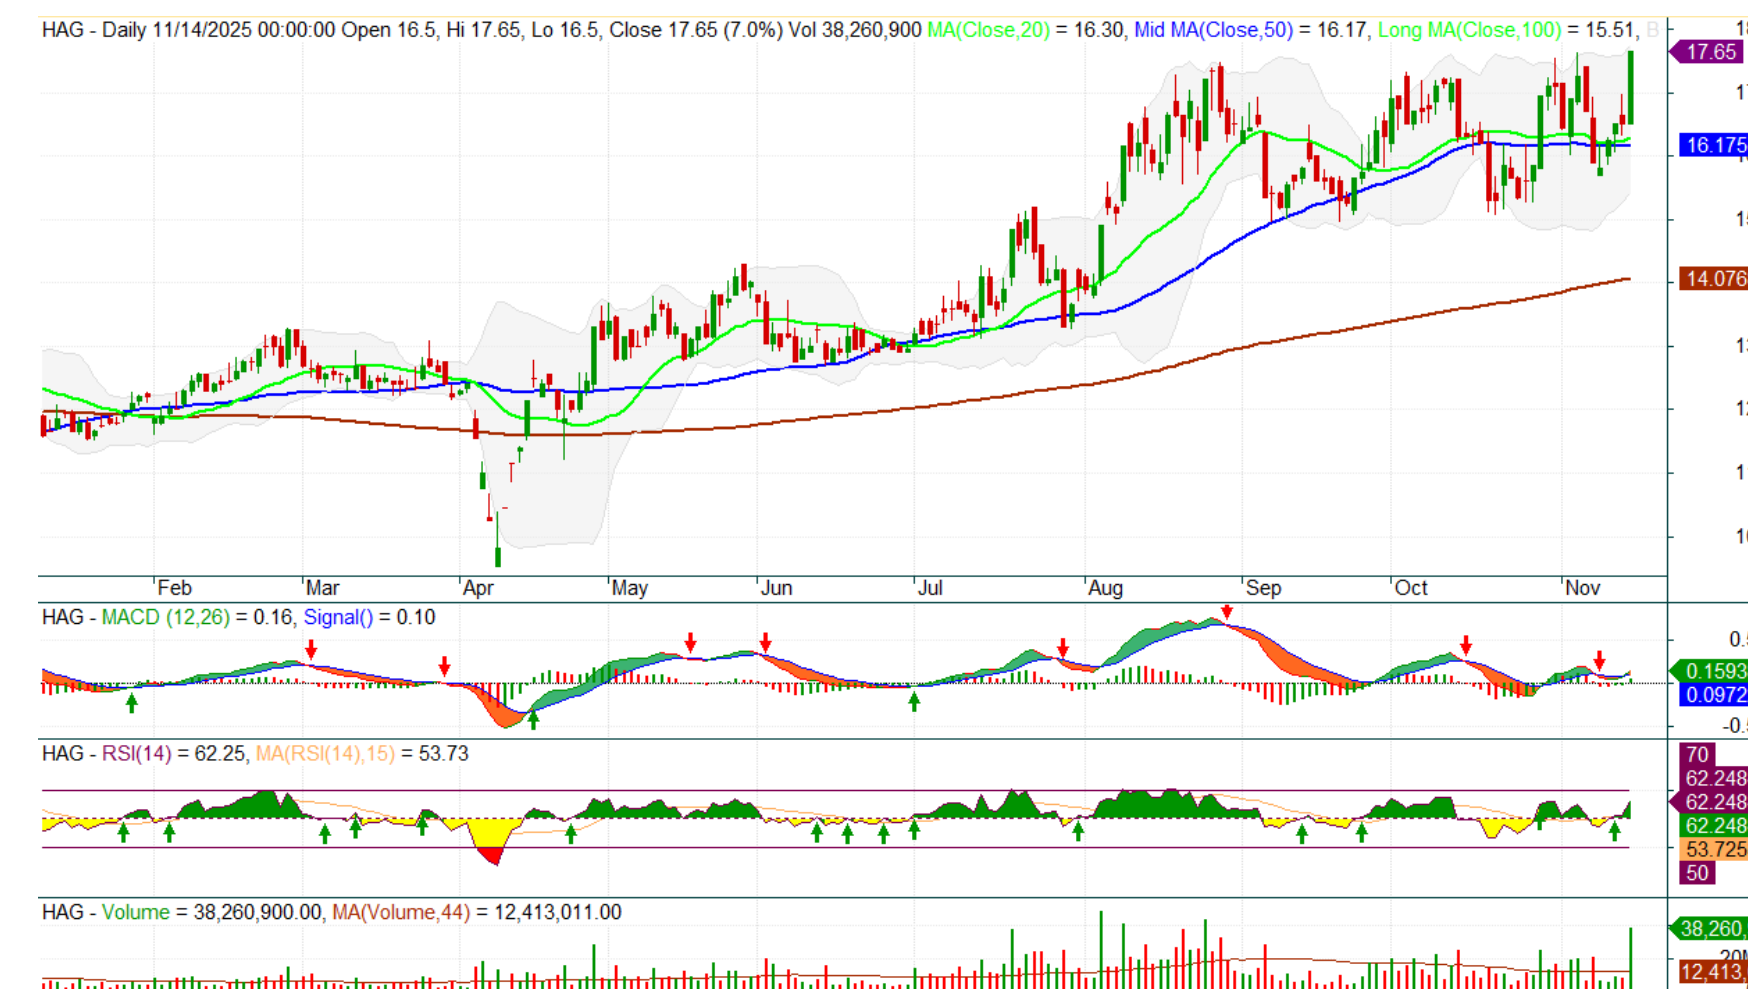 HAG - Daily 11/14/2025 00:00:00 Open 16.5, Hi 17.65, Lo 16.5, Close 17.65 (7.0%) Vol 38,260,900 MA(Close,20) = 16.30, Mid MA(Close,50) = 16.17, Long MA(Close,100) = 15.51, B
17.65
16.175
14.076
Feb Mar Apr May Jun Jul Aug Sep Oct Nov
HAG - MACD (12,26) = 0.16, Signal() = 0.10
0.1593
0.0972
HAG - RSI(14) = 62.25, MA(RSI(14),15) = 53.73
70
62.248
62.248
62.248
53.725
50
HAG - Volume = 38,260,900.00, MA(Volume,44) = 12,413,011.00
38,260,
12,413,